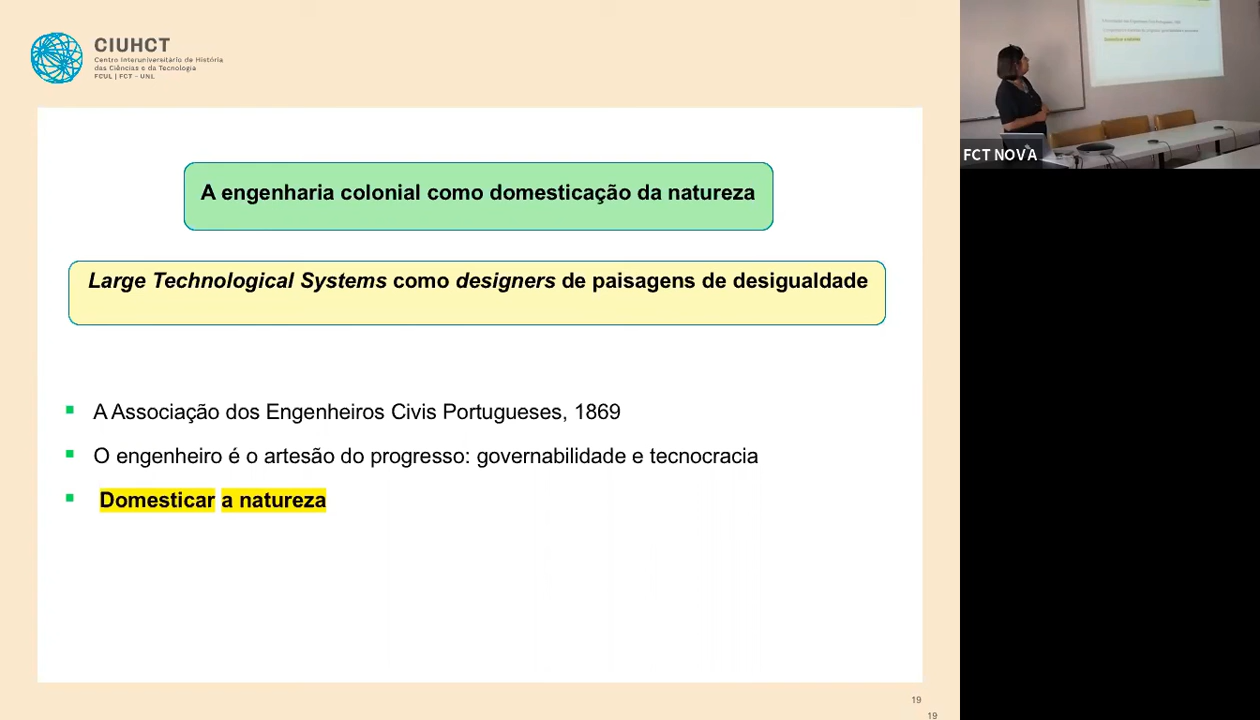 CIUHCT
Centro Interuniversitário de História
das Ciências e da Tecnologia
FCUL | FCT - UNL
A engenharia colonial como domesticação da natureza
Large Technological Systems como designers de paisagens de desigualdade
A Associação dos Engenheiros Civis Portugueses, 1869
O engenheiro é o artesão do progresso: governabilidade e tecnocracia
Domesticar a natureza
19
19
FCT NOVA